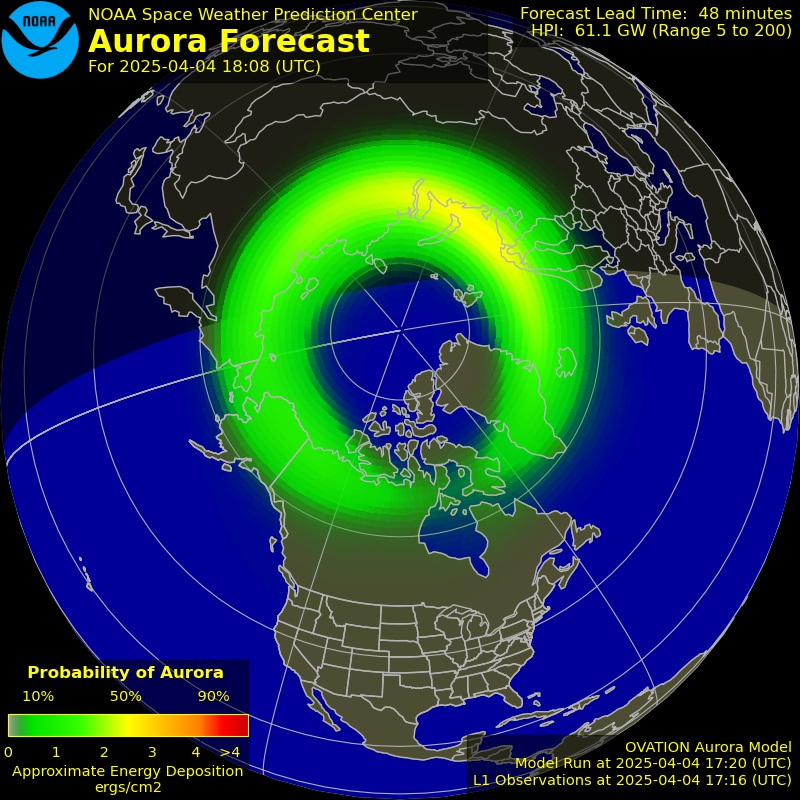 NOAA
NOAA Space Weather Prediction Center
Aurora Forecast
For 2025-04-04 18:08 (UTC)
Forecast Lead Time: 48 minutes
HPI: 61.1 GW (Range 5 to 200)
Probability of Aurora
10% 50% 90%
0 1 2 3 4 >4
Approximate Energy Deposition
ergs/cm2
OVATION Aurora Model
Model Run at 2025-04-04 17:20 (UTC)
L1 Observations at 2025-04-04 17:16 (UTC)